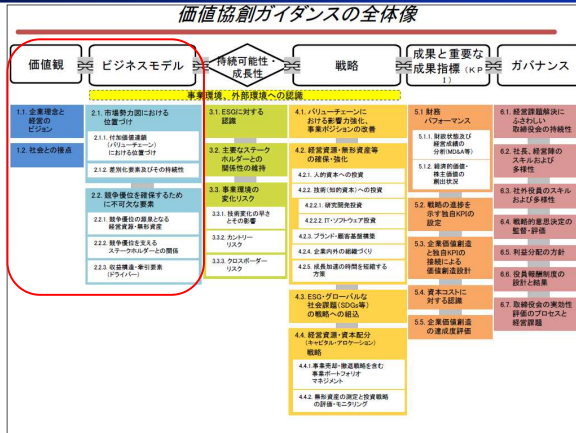 価値協創ガイダンスの全体像
価値観
ビジネスモデル
持続可能性・
成長性
戦略
成果と重要な
成果指標（KP
I）
ガバナンス
事業環境、外部環境への認識
1.1. 企業理念と
経営の
ビジョン
1.2. 社会との接点
2.1. 市場勢力図における
位置づけ
2.1.1. 付加価値連鎖
（バリューチェーン）
における位置づけ
2.1.2. 差別化要素及びその持続性
2.2. 競争優位を確保するため
に不可欠な要素
2.2.1. 競争優位の源泉となる
経営資源・無形資産
2.2.2. 競争優位を支える
ステークホルダーとの関係
2.2.3. 収益構造・牽引要素
（ドライバー）
3.1. ESGに対する
認識
3.2. 主要なステーク
ホルダーとの
関係性の維持
3.3. 事業環境の
変化リスク
3.3.1. 技術変化の早さ
とその影響
3.3.2. カントリー
リスク
3.3.3. クロスボーダー
リスク
4.1. バリューチェーンに
おける影響力強化、
事業ポジションの改善
4.2. 経営資源・無形資産等
の確保・強化
4.2.1. 人的資本への投資
4.2.2. 技術（知的資本）への投資
4.2.2.1. 研究開発投資
4.2.2.2. IT・ソフトウェア投資
4.2.3. ブランド・顧客基盤構築
4.2.4. 企業内外の組織づくり
4.2.5. 成長加速の時間を短縮する
方策
4.3. ESG・グローバルな
社会課題（SDGs等）
の戦略への組込
4.4. 経営資源・資本配分
（キャピタル・アロケーション）
戦略
4.4.1. 事業売却・撤退戦略を含む
事業ポートフォリオ
マネジメント
4.4.2. 無形資産の測定と投資戦略
の評価・モニタリング
5.1 財務
パフォーマンス
5.1.1. 財政状態及び
経営成績の
分析（MD&A等）
5.1.2. 経済的価値・
株主価値の
創出状況
5.2. 戦略の進捗を
示す独自KPIの
設定
5.3. 企業価値創造
と独自KPIの
接続による
価値創造設計
5.4. 資本コストに
対する認識
5.5. 企業価値創造
の達成度評価
6.1. 経営課題解決に
ふさわしい
取締役会の持続性
6.2. 社長、経営陣の
スキルおよび
多様性
6.3. 社外役員のスキル
および多様性
6.4. 戦略的意思決定の
監督・評価
6.5. 利益分配の方針
6.6. 役員報酬制度の
設計と結果
6.7. 取締役会の実効性
評価のプロセスと
経営課題